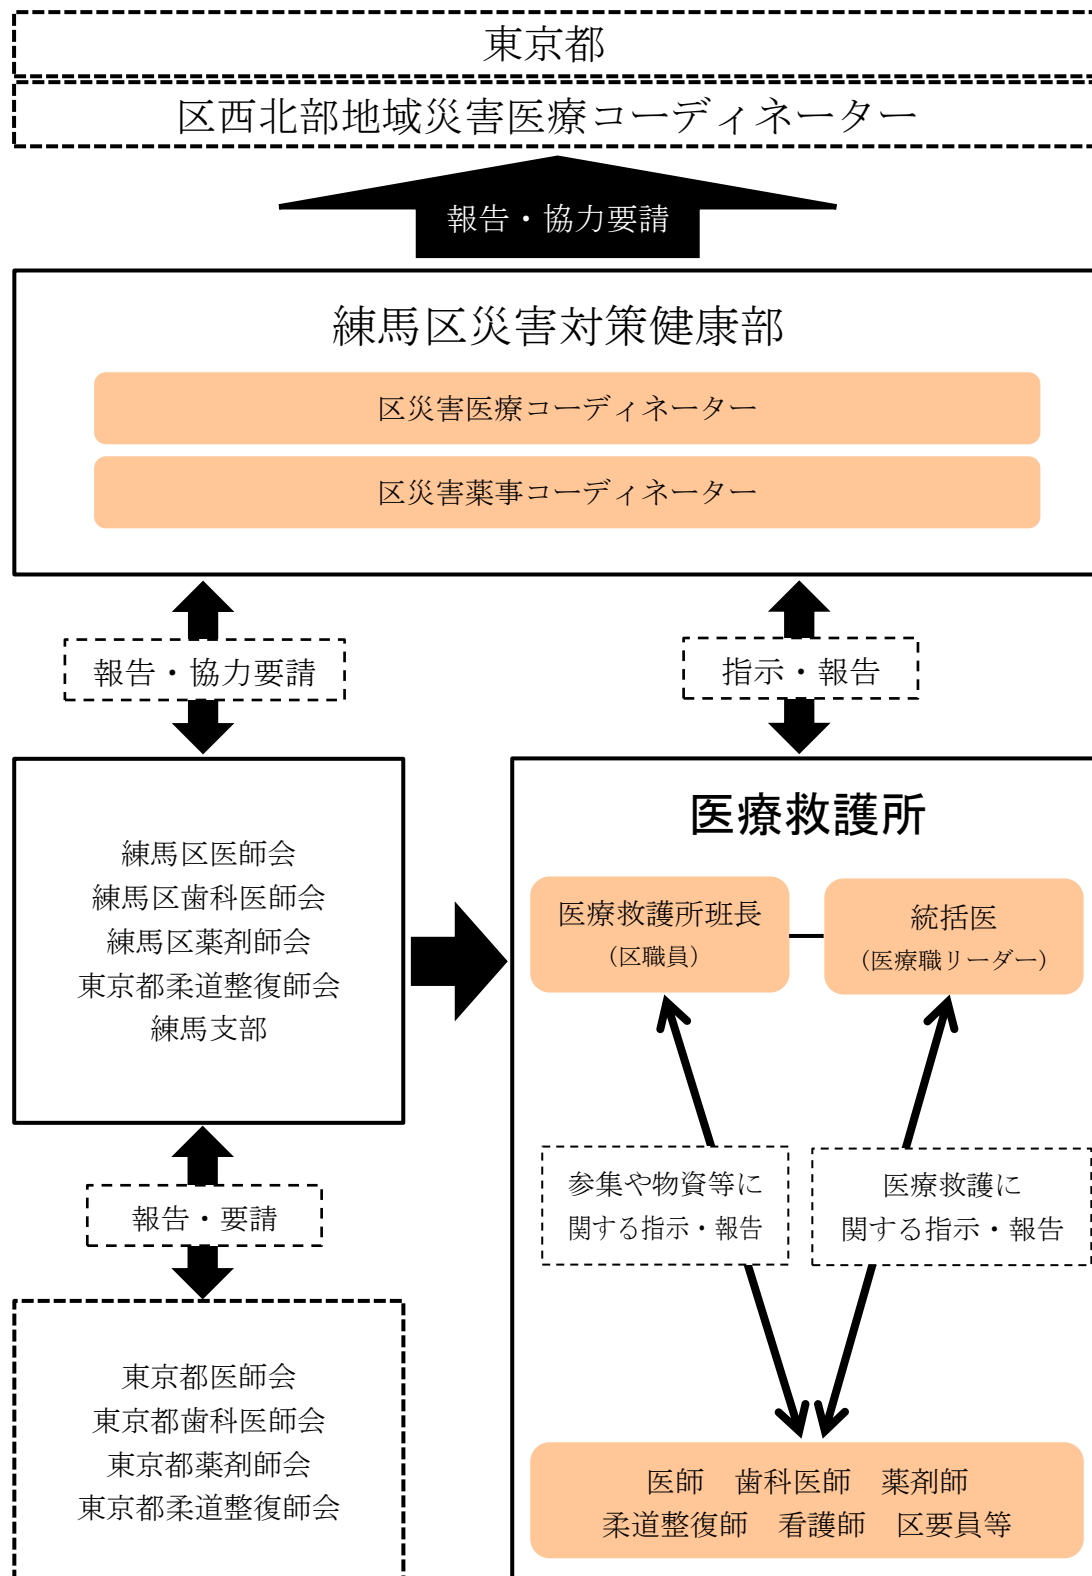 東京都
区西北部地域災害医療コーディネーター
報告・協力要請
練馬区災害対策健康部
区災害医療コーディネーター
区災害薬事コーディネーター
報告・協力要請
指示・報告
練馬区医師会
練馬区歯科医師会
練馬区薬剤師会
東京都柔道整復師会
練馬支部
医療救護所
医療救護所班長
（区職員）
統括医
（医療職リーダー）
参集や物資等に
関する指示・報告
医療救護に
関する指示・報告
報告・要請
東京都医師会
東京都歯科医師会
東京都薬剤師会
東京都柔道整復師会
医師　歯科医師　薬剤師
柔道整復師　看護師　区要員等